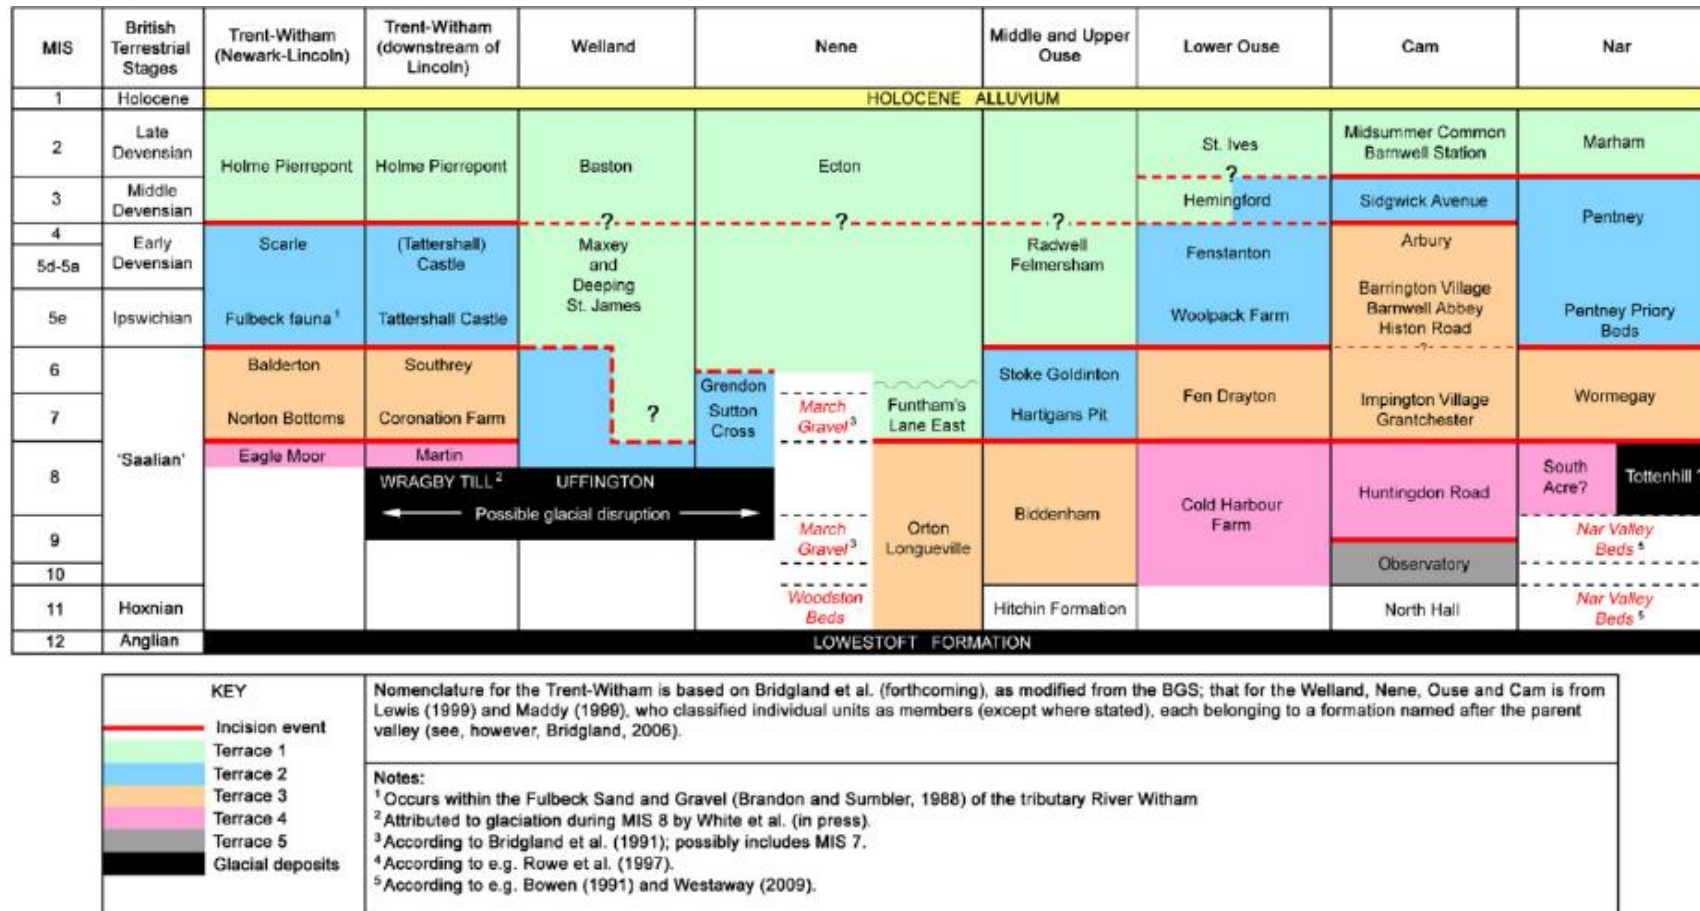 MIS
British
Terrestrial
Stages
Trent-Witham
(Newark-Lincoln)
Trent-Witham
(downstream of
Lincoln)
Welland
Nene
Middle and Upper
Ouse
Lower Ouse
Cam
Nar
1
Holocene
HOLOCENE ALLUVIUM
2
Late
Devensian
Holme Pierrepont
Holme Pierrepont
Baston
Ecton
St. Ives
Midsummer Common
Barnwell Station
Marham
?
3
Middle
Devensian
Hemingford
Sidgwick Avenue
Pentney
?
?
?
4
5d-5a
Early
Devensian
Scarle
(Tattershall)
Castle
Maxey
and
Deeping
St. James
Radwell
Felmersham
Fenstanton
Arbury
5e
Ipswichian
Fulbeck fauna 1
Tattershall Castle
Woolpack Farm
Barrington Village
Barnwell Abbey
Histon Road
?
Pentney Priory
Beds
6
Balderton
Southrey
Grendon
Stoke Goldinton
Fen Drayton
Wormegay
7
Norton Bottoms
Coronation Farm
?
Sutton
Cross
March
Gravel 3
Funtham's
Lane East
Hartigans Pit
Impington Village
Grantchester
'Saalian'
8
Eagle Moor
Martin
WRAGBY TILL 2
UFFINGTON
Possible glacial disruption
Biddenham
Cold Harbour
Farm
Huntingdon Road
South
Acre?
Tottenhill
9
March
Gravel 3
Orton
Longueville
Nar Valley
Beds 5
10
Observatory
11
Hoxnian
Woodston
Beds
Hitchin Formation
North Hall
Nar Valley
Beds 5
12
Anglian
LOWESTOFT FORMATION
KEY
Incision event
Terrace 1
Terrace 2
Terrace 3
Terrace 4
Terrace 5
Glacial deposits
Nomenclature for the Trent-Witham is based on Bridgland et al. (forthcoming), as modified from the BGS; that for the Welland, Nene, Ouse and Cam is from
Lewis (1999) and Maddy (1999), who classified individual units as members (except where stated), each belonging to a formation named after the parent
valley (see, however, Bridgland, 2006).
Notes:
1 Occurs within the Fulbeck Sand and Gravel (Brandon and Sumbler, 1988) of the tributary River Witham
2 Attributed to glaciation during MIS 8 by White et al. (in press).
3 According to Bridgland et al. (1991); possibly includes MIS 7.
4 According to e.g. Rowe et al. (1997).
5 According to e.g. Bowen (1991) and Westaway (2009).